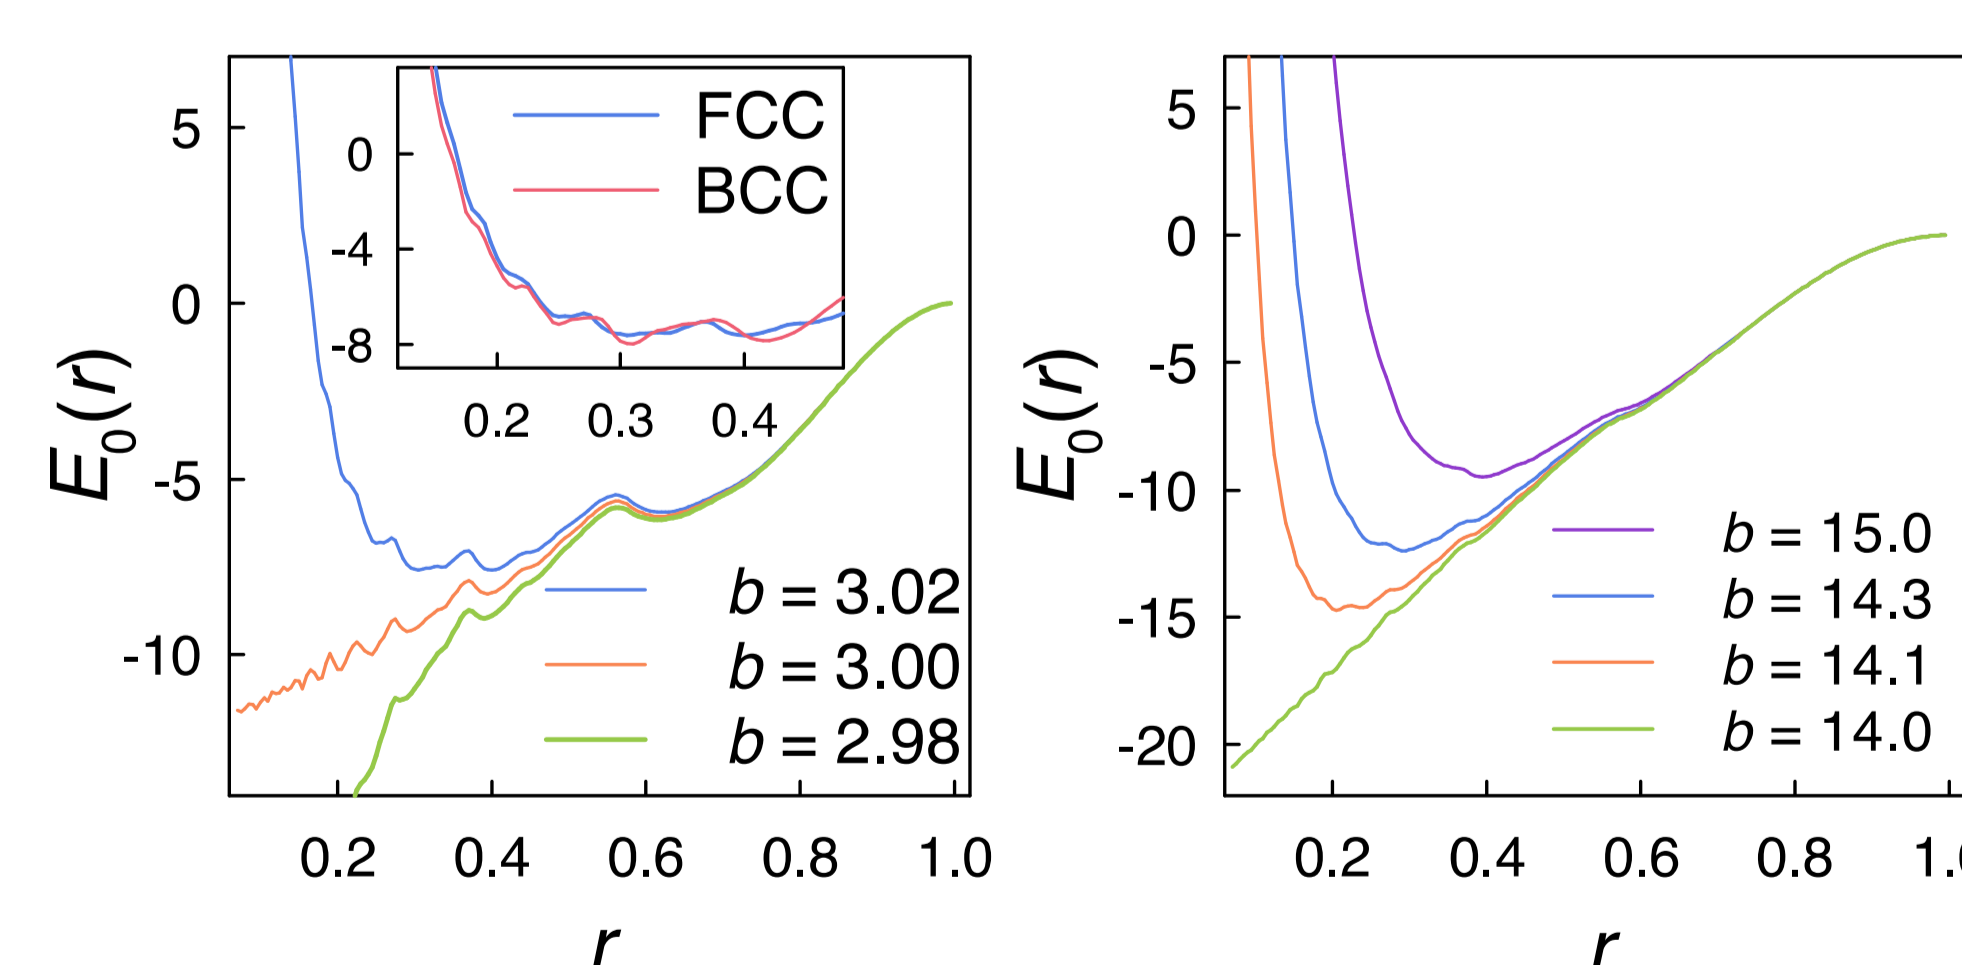 E0(r)
5
0
-5
-10
0.2 0.4 0.6 0.8 1.0
r
FCC
BCC
0
-4
-8
0.2 0.3 0.4
b = 3.02
b = 3.00
b = 2.98
E0(r)
5
0
-5
-10
-15
-20
0.2 0.4 0.6 0.8
r
b = 15.0
b = 14.3
b = 14.1
b = 14.0